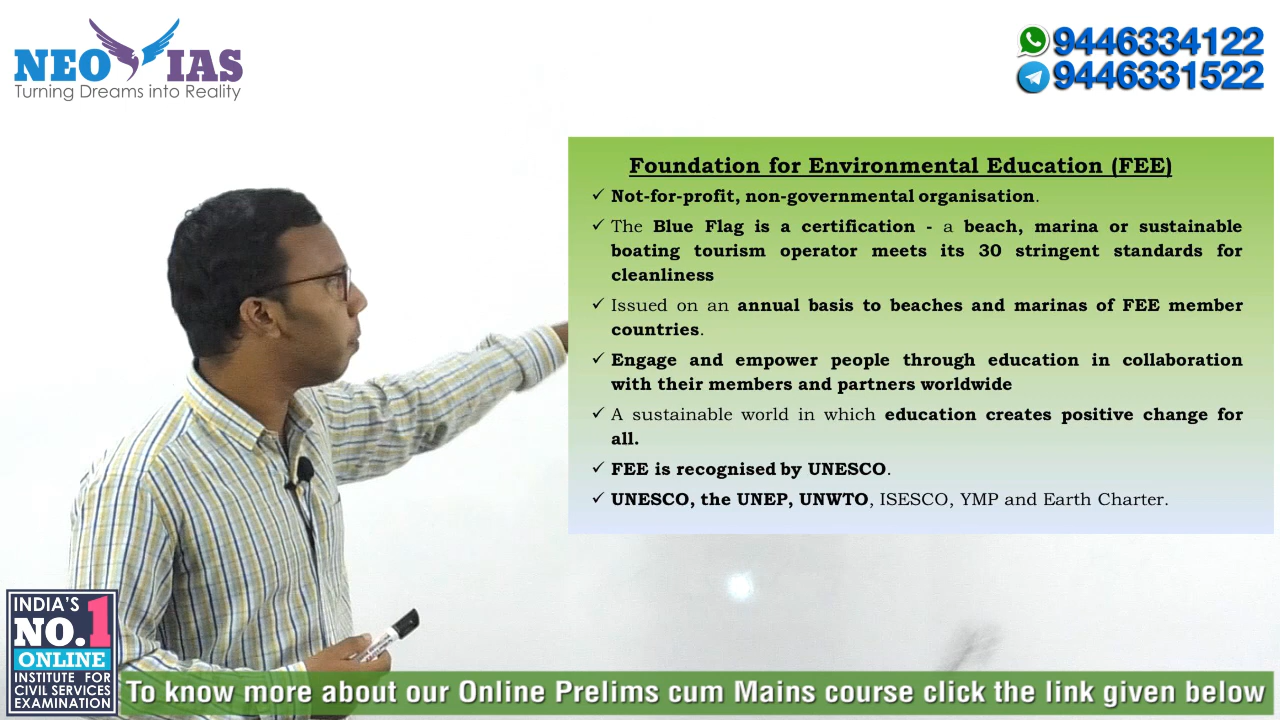 NEO IAS
Turning Dreams into Reality
9446334122
9446331522
Foundation for Environmental Education (FEE)
✓ Not-for-profit, non-governmental organisation.
✓ The Blue Flag is a certification - a beach, marina or sustainable
boating tourism operator meets its 30 stringent standards for
cleanliness
✓ Issued on an annual basis to beaches and marinas of FEE member
countries.
✓ Engage and empower people through education in collaboration
with their members and partners worldwide
✓ A sustainable world in which education creates positive change for
all.
✓ FEE is recognised by UNESCO.
✓ UNESCO, the UNEP, UNWTO, ISESCO, YMP and Earth Charter.
INDIA'S
NO.1
ONLINE
INSTITUTE FOR
CIVIL SERVICES
EXAMINATION
To know more about our Online Prelims cum Mains course click the link given below